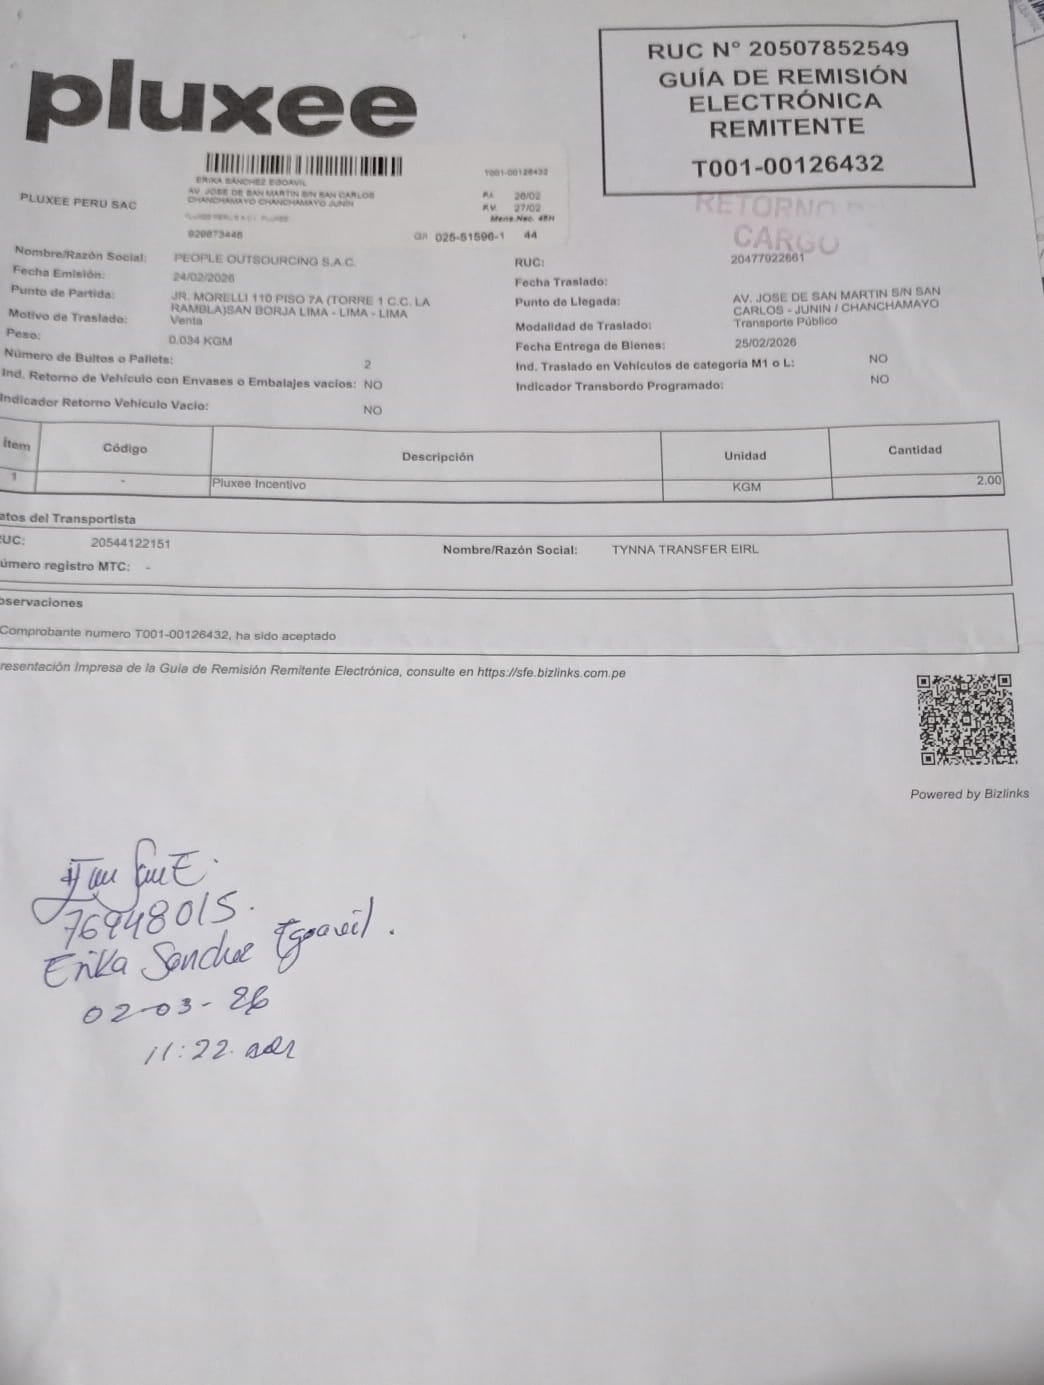 pluxee
RUC N° 20507852549
GUÍA DE REMISIÓN
ELECTRÓNICA
REMITENTE
T001-00126432
ERIKA SANCHEZ EGOAVIL
AV. JOSE DE SAN MARTIN S/N SAN CARLOS
CHANCHAMAYO CHANCHAMAYO JUNIN
T001-00126432
26/02
27/02
Mens.Nac. 48H
920873446
025-51596-1 44
PLUXEE PERU SAC
RETORNO
CARGO
Nombre/Razón Social: PEOPLE OUTSOURCING S.A.C.
RUC: 20477922661
Fecha Emisión: 24/02/2026
Fecha Traslado:
Punto de Partida: JR. MORELLI 110 PISO 7A (TORRE 1 C.C. LA
RAMBLA)SAN BORJA LIMA - LIMA - LIMA
Punto de Llegada: AV. JOSE DE SAN MARTIN S/N SAN
CARLOS - JUNIN / CHANCHAMAYO
Motivo de Traslado: Venta
Modalidad de Traslado: Transporte Público
Peso: 0.034 KGM
Fecha Entrega de Bienes: 25/02/2026
Número de Bultos o Pallets: 2
Ind. Traslado en Vehículos de categoría M1 o L: NO
Ind. Retorno de Vehículo con Envases o Embalajes vacíos: NO
Indicador Transbordo Programado: NO
Indicador Retorno Vehículo Vacío: NO
Ítem Código Descripción Unidad Cantidad
1 - Pluxee Incentivo KGM 2.00
atos del Transportista
UC: 20544122151
Nombre/Razón Social: TYNNA TRANSFER EIRL
úmero registro MTC: -
bservaciones
Comprobante numero T001-00126432, ha sido aceptado
resentación Impresa de la Guía de Remisión Remitente Electrónica, consulte en https://sfe.bizlinks.com.pe
Powered by Bizlinks
76948015.
Erika Sanchez Egoavil.
02-03-26
11:22